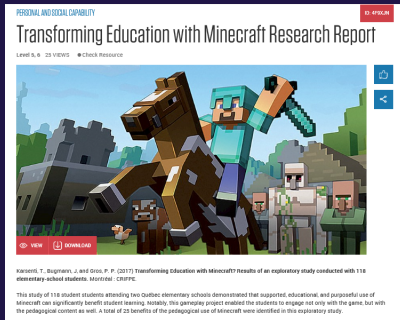 PERSONAL AND SOCIAL CAPABILITY
ID: 4F9XJN
Transforming Education with Minecraft Research Report
Level 5, 6 25 VIEWS Check Resource
VIEW DOWNLOAD
Karsenti, T., Bugmann, J. and Gros, P. P. (2017) Transforming Education with Minecraft? Results of an exploratory study conducted with 118
elementary-school students. Montréal : CRIFPE.
This study of 118 student students attending two Québec elementary schools demonstrated that supported, educational, and purposeful use of
Minecraft can significantly benefit student learning. Notably, this gameplay project enabled the students to engage not only with the game, but with
the pedagogical content as well. A total of 25 benefits of the pedagogical use of Minecraft were identified in this exploratory study.